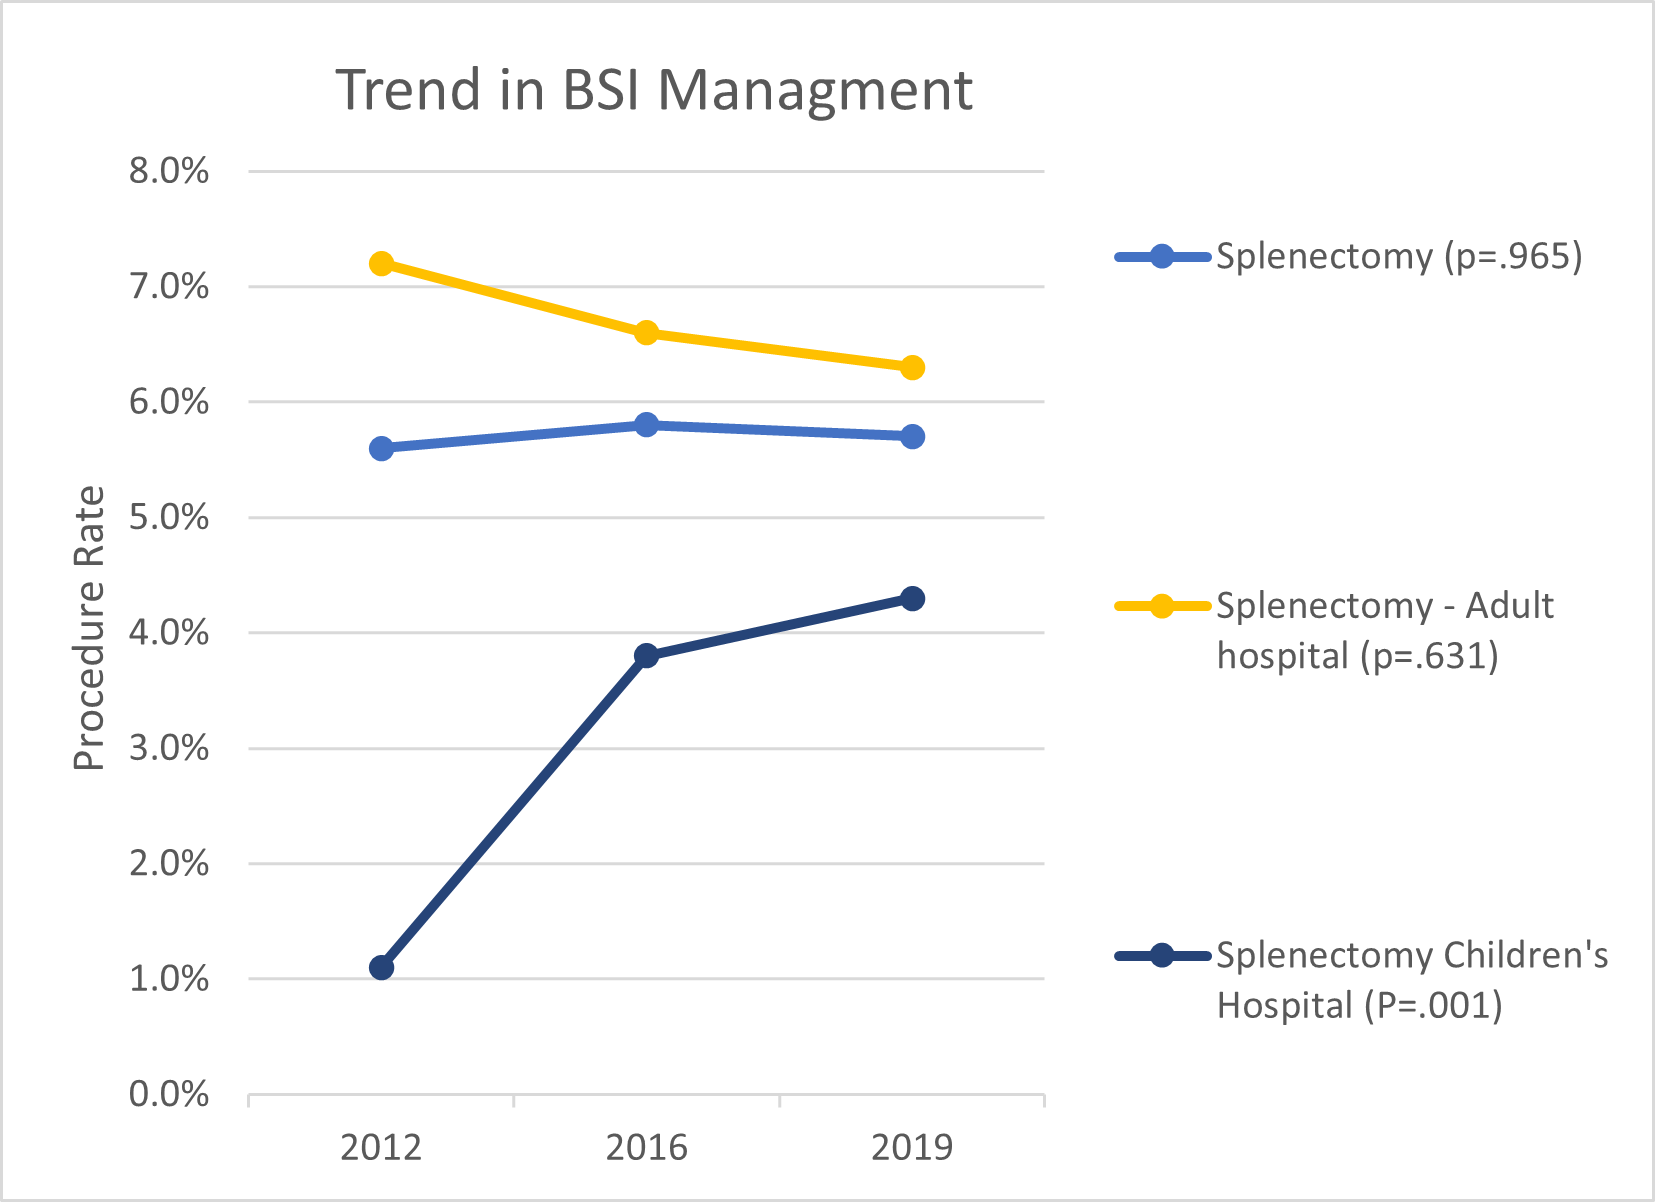 Trend in BSI Managment
8.0%
7.0%
6.0%
5.0%
4.0%
3.0%
2.0%
1.0%
0.0%
Procedure Rate
2012
2016
2019
Splenectomy (p=.965)
Splenectomy - Adult
hospital (p=.631)
Splenectomy Children's
Hospital (P=.001)